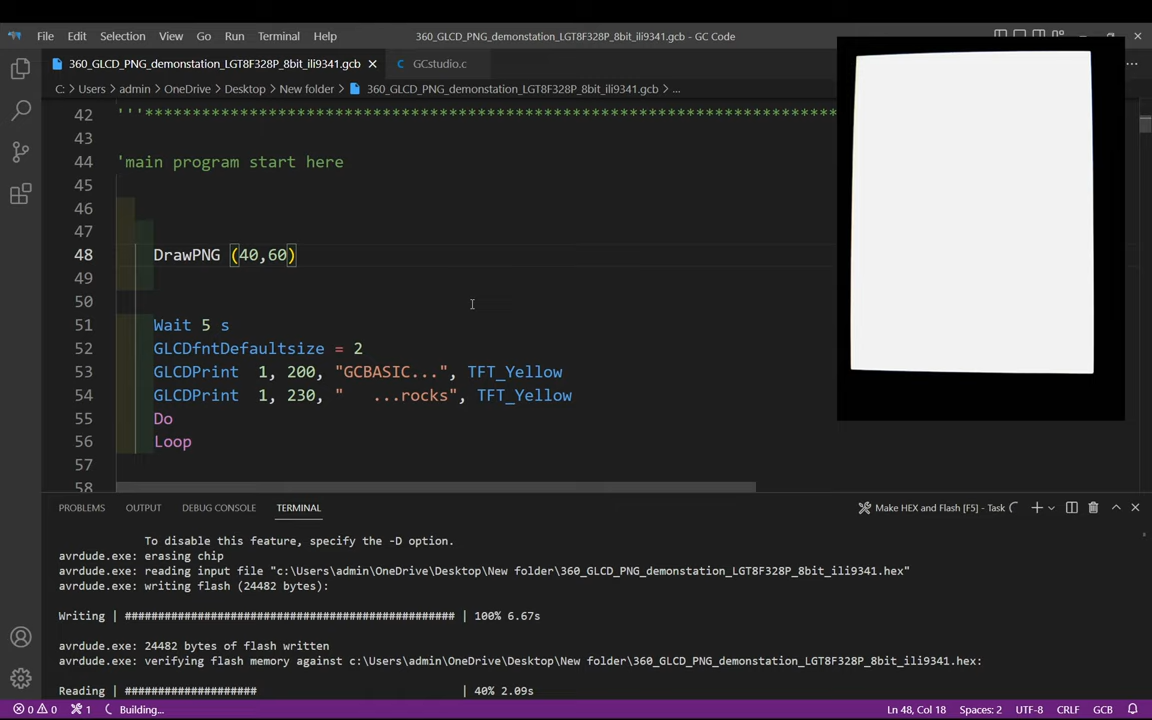 File Edit Selection View Go Run Terminal Help 360_GLCD_PNG_demonstation_LGT8F328P_8bit_ili9341.gcb - GC Code
360_GLCD_PNG_demonstation_LGT8F328P_8bit_ili9341.gcb GCstudio.c
C: > Users > admin > OneDrive > Desktop > New folder > 360_GLCD_PNG_demonstation_LGT8F328P_8bit_ili9341.gcb > ...
42 '''*****************************************************************************
43
44 'main program start here
45
46
47
48 DrawPNG (40,60)
49
50
51 Wait 5 s
52 GLCDfntDefaultsize = 2
53 GLCDPrint 1, 200, "GCBASIC...", TFT_Yellow
54 GLCDPrint 1, 230, "   ...rocks", TFT_Yellow
55 Do
56 Loop
57
58
PROBLEMS OUTPUT DEBUG CONSOLE TERMINAL Make HEX and Flash [F5] - Task
To disable this feature, specify the -D option.
avrdude.exe: erasing chip
avrdude.exe: reading input file "c:\Users\admin\OneDrive\Desktop\New folder\360_GLCD_PNG_demonstation_LGT8F328P_8bit_ili9341.hex"
avrdude.exe: writing flash (24482 bytes):
Writing | ################################################## | 100% 6.67s
avrdude.exe: 24482 bytes of flash written
avrdude.exe: verifying flash memory against c:\Users\admin\OneDrive\Desktop\New folder\360_GLCD_PNG_demonstation_LGT8F328P_8bit_ili9341.hex:
Reading | #################### | 40% 2.09s
0 0 1 Building... Ln 48, Col 18 Spaces: 2 UTF-8 CRLF GCB